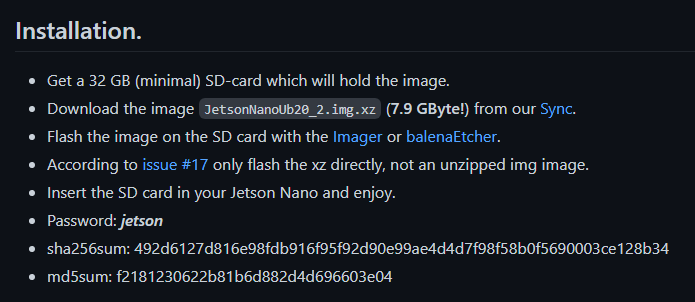 Installation.
Get a 32 GB (minimal) SD-card which will hold the image.
Download the image JetsonNanoUb20_2.img.xz (7.9 GByte!) from our Sync.
Flash the image on the SD card with the Imager or balenaEtcher.
According to issue #17 only flash the xz directly, not an unzipped img image.
Insert the SD card in your Jetson Nano and enjoy.
Password: jetson
sha256sum: 492d6127d816e98fdb916f95f92d90e99ae4d4d7f98f58b0f5690003ce128b34
md5sum: f2181230622b81b6d882d4d696603e04